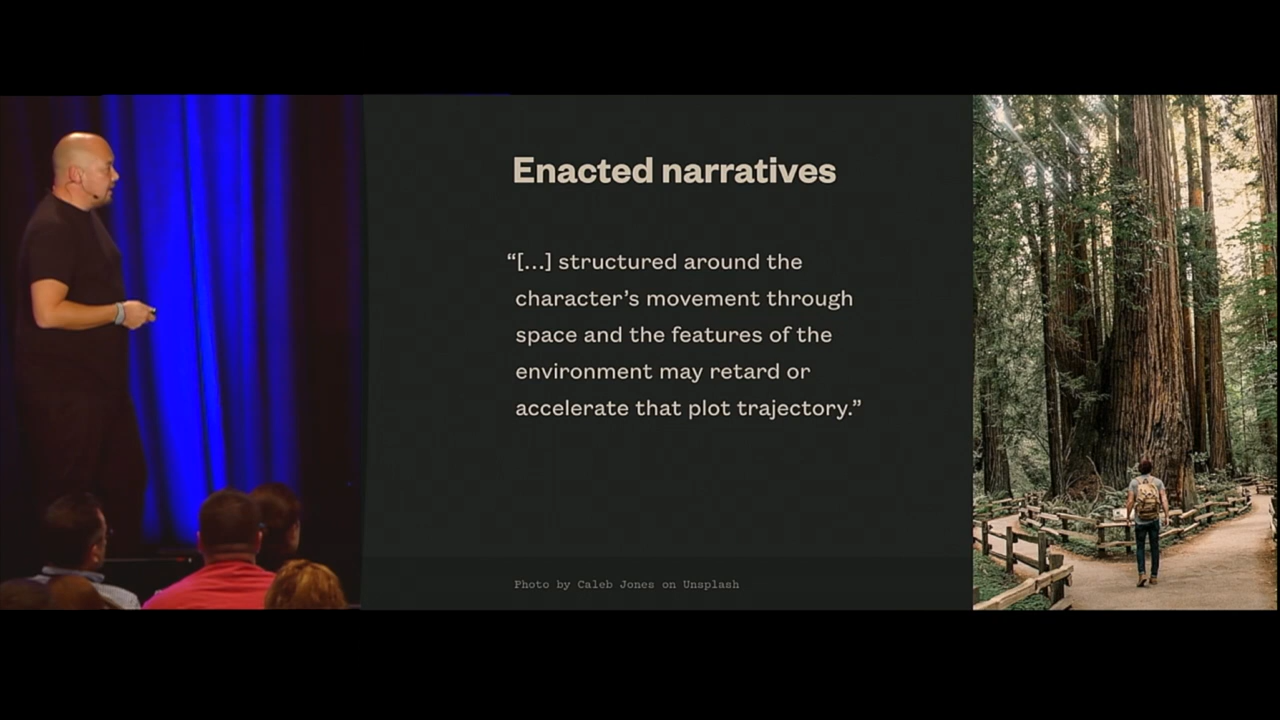 Enacted narratives
“[…] structured around the
character’s movement through
space and the features of the
environment may retard or
accelerate that plot trajectory.”
Photo by Caleb Jones on Unsplash